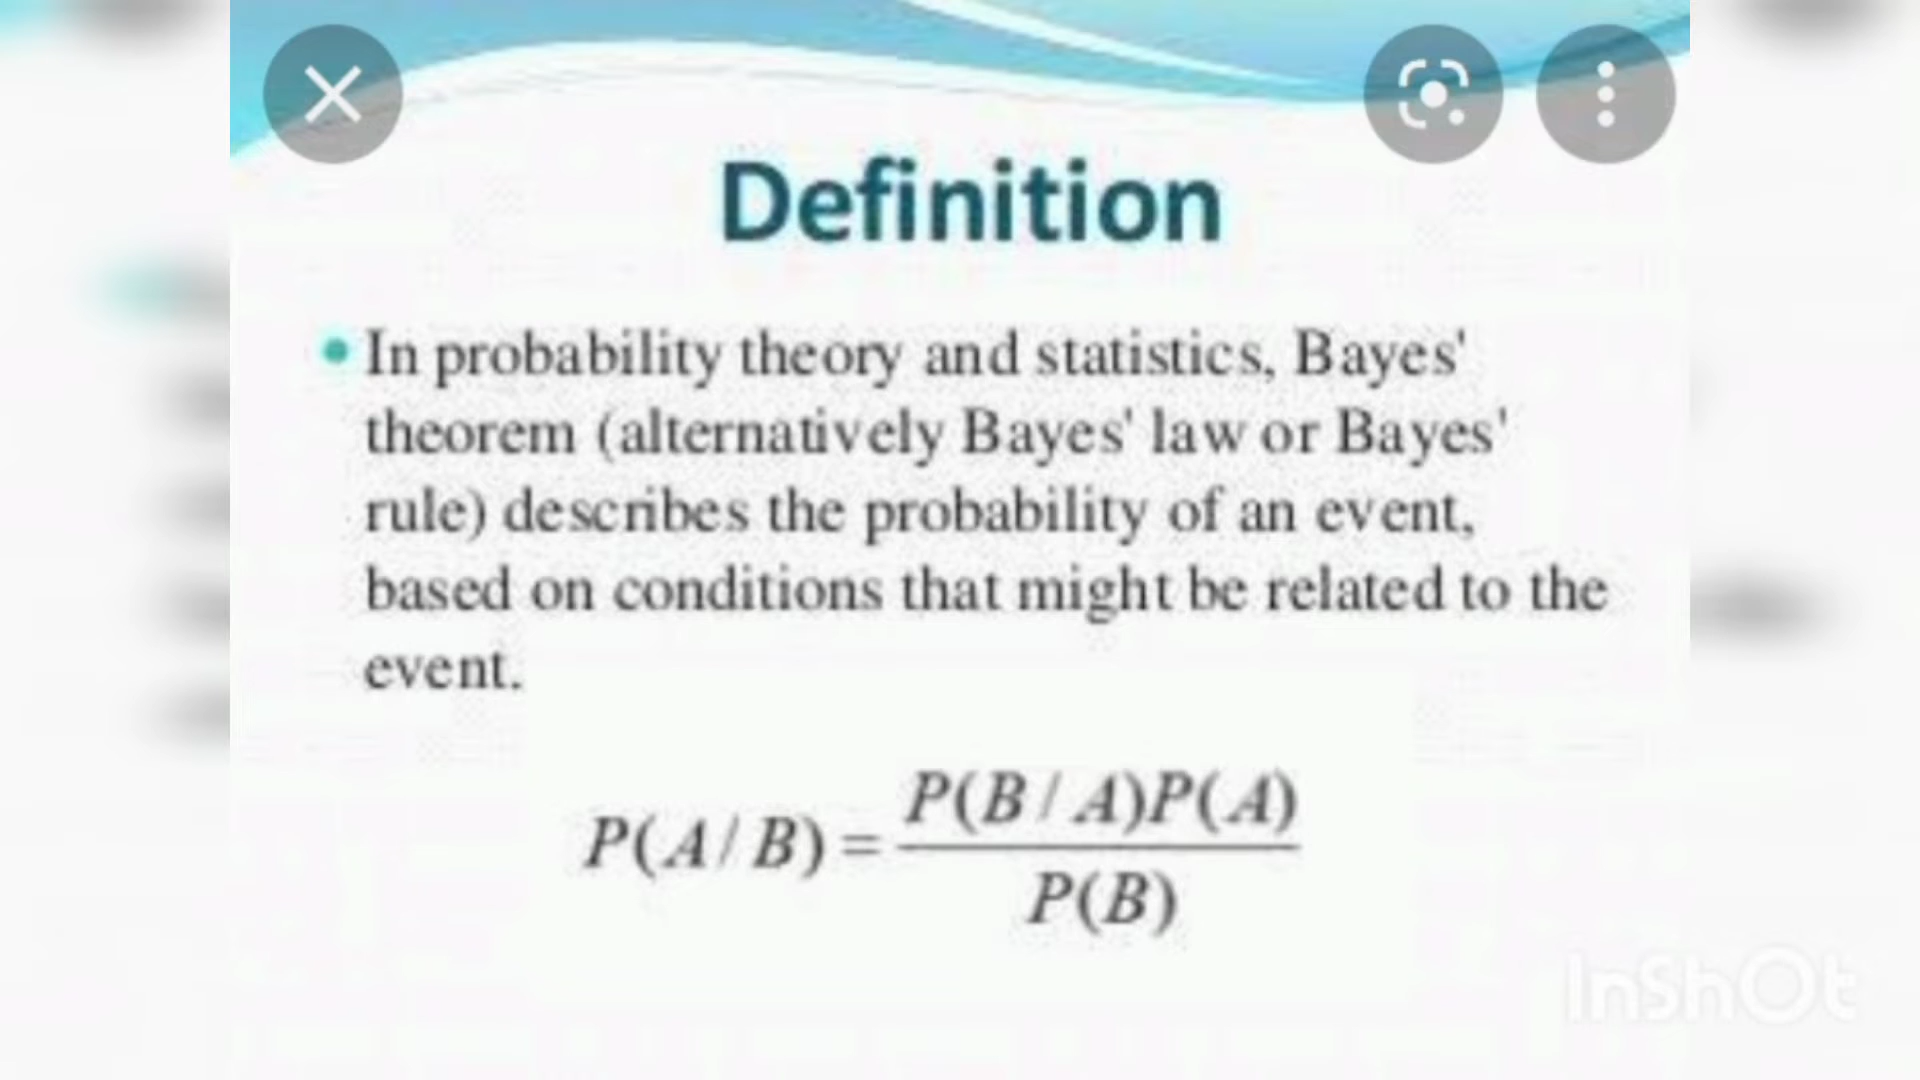 Definition
• In probability theory and statistics, Bayes'
theorem (alternatively Bayes' law or Bayes'
rule) describes the probability of an event,
based on conditions that might be related to the
event.
P(A/B) = P(B/A)P(A) / P(B)
InShOt